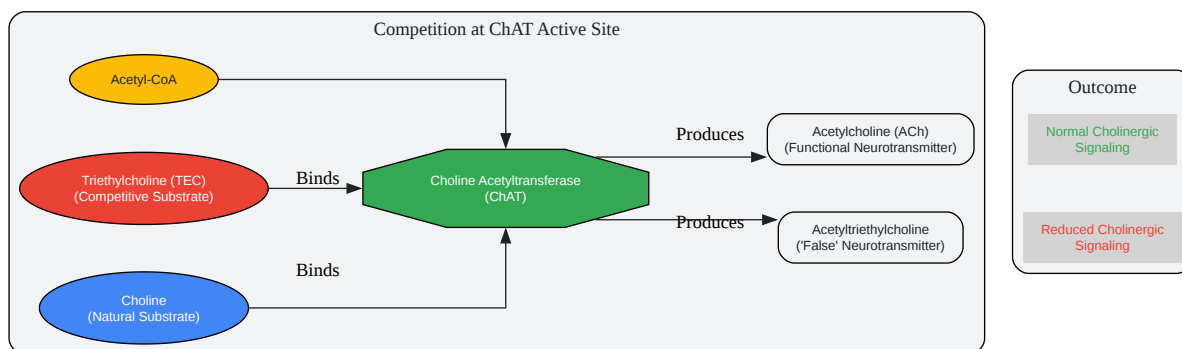 Competition at ChAT Active Site
Acetyl-CoA
Triethylcholine (TEC)
(Competitive Substrate)
Binds
Choline Acetyltransferase
(ChAT)
Produces
Acetylcholine (ACh)
(Functional Neurotransmitter)
Produces
Acetyltriethylcholine
('False' Neurotransmitter)
Binds
Choline
(Natural Substrate)
Outcome
Normal Cholinergic
Signaling
Reduced Cholinergic
Signaling